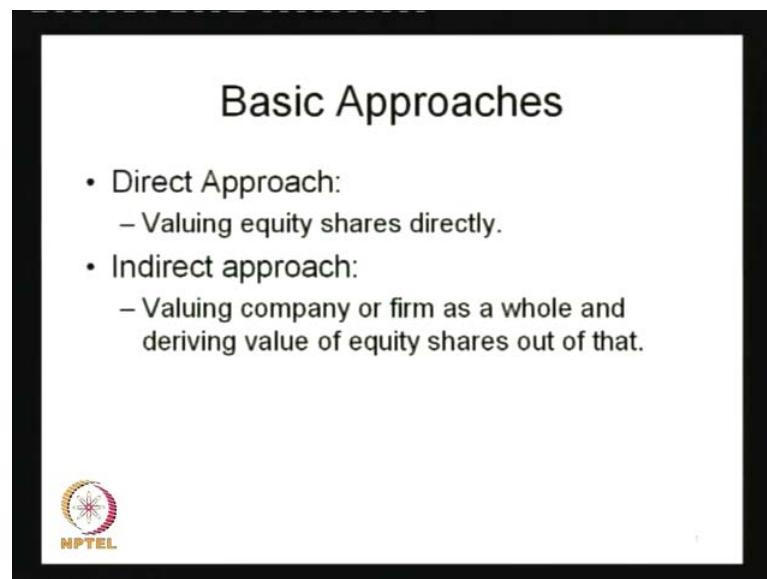 Basic Approaches
• Direct Approach:
– Valuing equity shares directly.
• Indirect approach:
– Valuing company or firm as a whole and
deriving value of equity shares out of that.
NPTEL